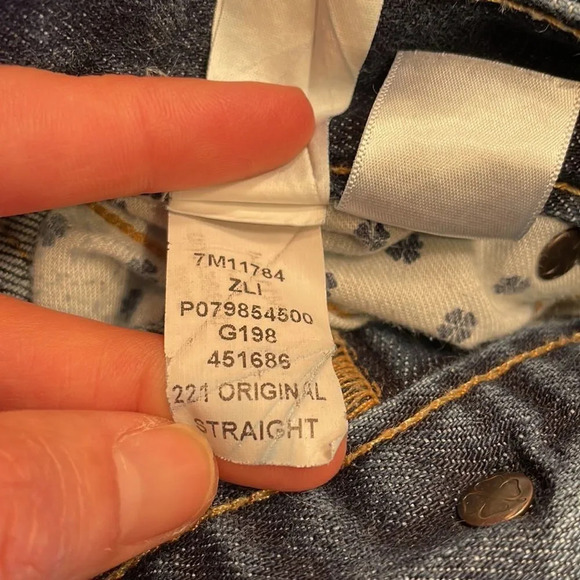 7M11784
ZLI
P079854500
G198
451686
221 ORIGINAL
STRAIGHT